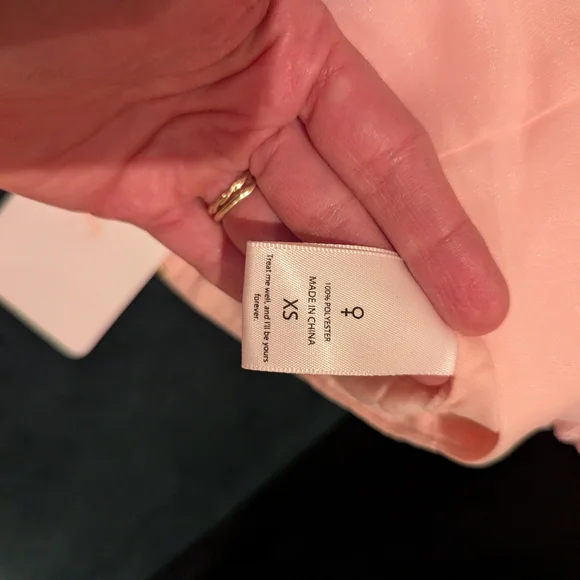 100% POLYESTER
MADE IN CHINA
XS
Treat me well, and I'll be yours
forever.